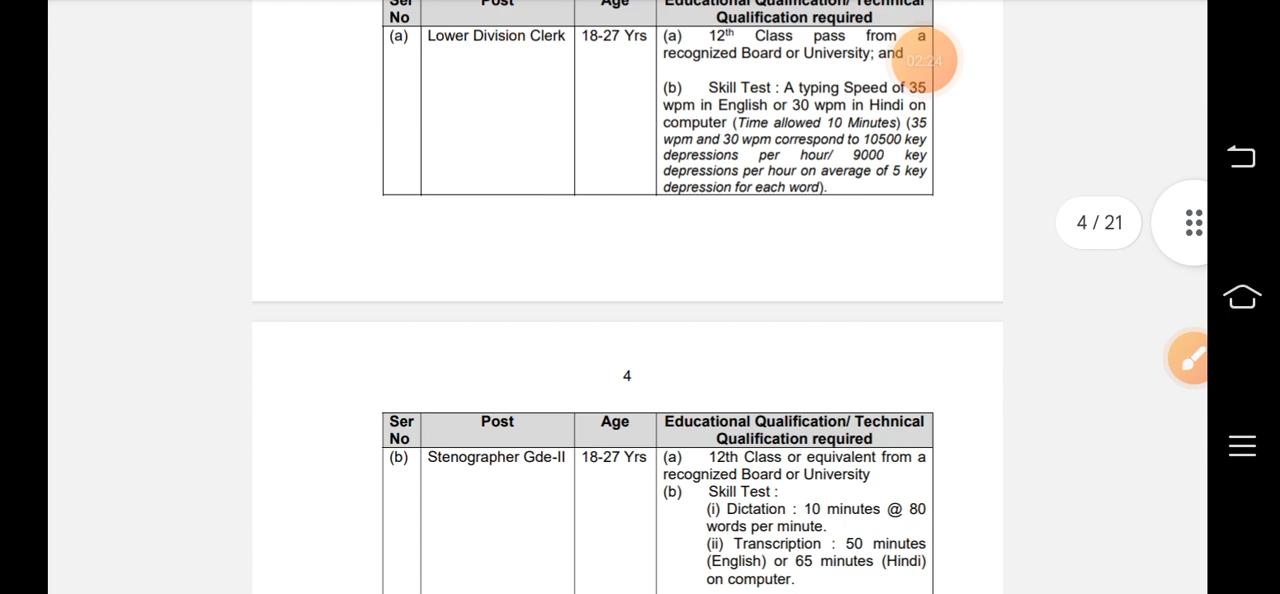 Ser Post Age Educational Qualification/ Technical
No Qualification required
(a) Lower Division Clerk 18-27 Yrs (a) 12th Class pass from a
recognized Board or University; and
02:24
(b) Skill Test : A typing Speed of 35
wpm in English or 30 wpm in Hindi on
computer (Time allowed 10 Minutes) (35
wpm and 30 wpm correspond to 10500 key
depressions per hour/ 9000 key
depressions per hour on average of 5 key
depression for each word).
4 / 21
4
Ser Post Age Educational Qualification/ Technical
No Qualification required
(b) Stenographer Gde-II 18-27 Yrs (a) 12th Class or equivalent from a
recognized Board or University
(b) Skill Test :
(i) Dictation : 10 minutes @ 80
words per minute.
(ii) Transcription : 50 minutes
(English) or 65 minutes (Hindi)
on computer.